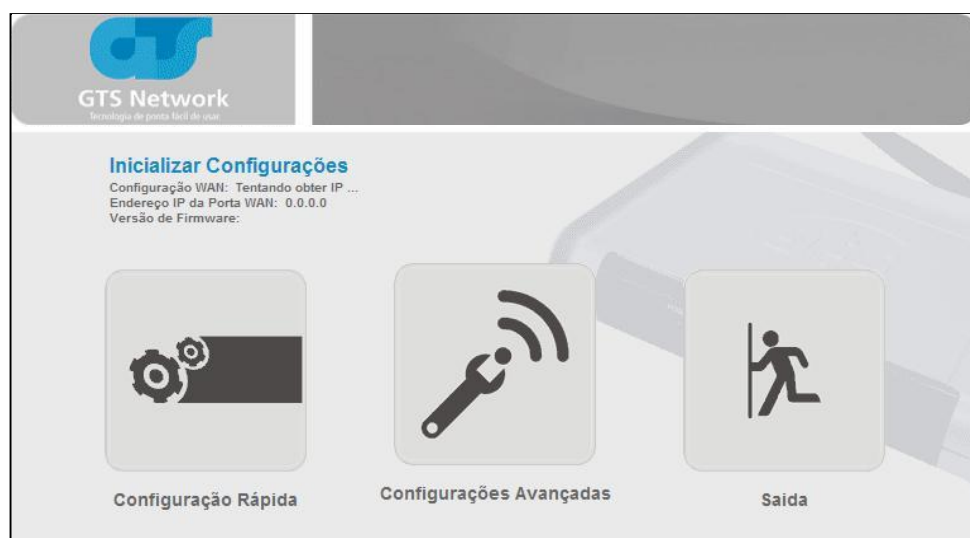 GTS Network
Tecnologia de ponta fácil de usar
Inicializar Configurações
Configuração WAN: Tentando obter IP ...
Endereço IP da Porta WAN: 0.0.0.0
Versão de Firmware:
Configuração Rápida
Configurações Avançadas
Saida